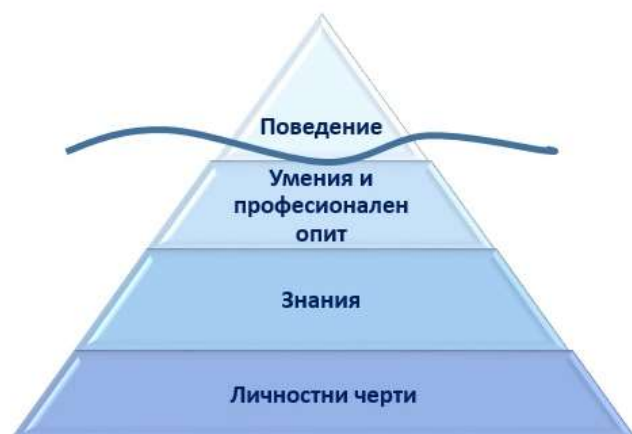 Поведение
Умения и
професионален
опит
Знания
Личностни черти